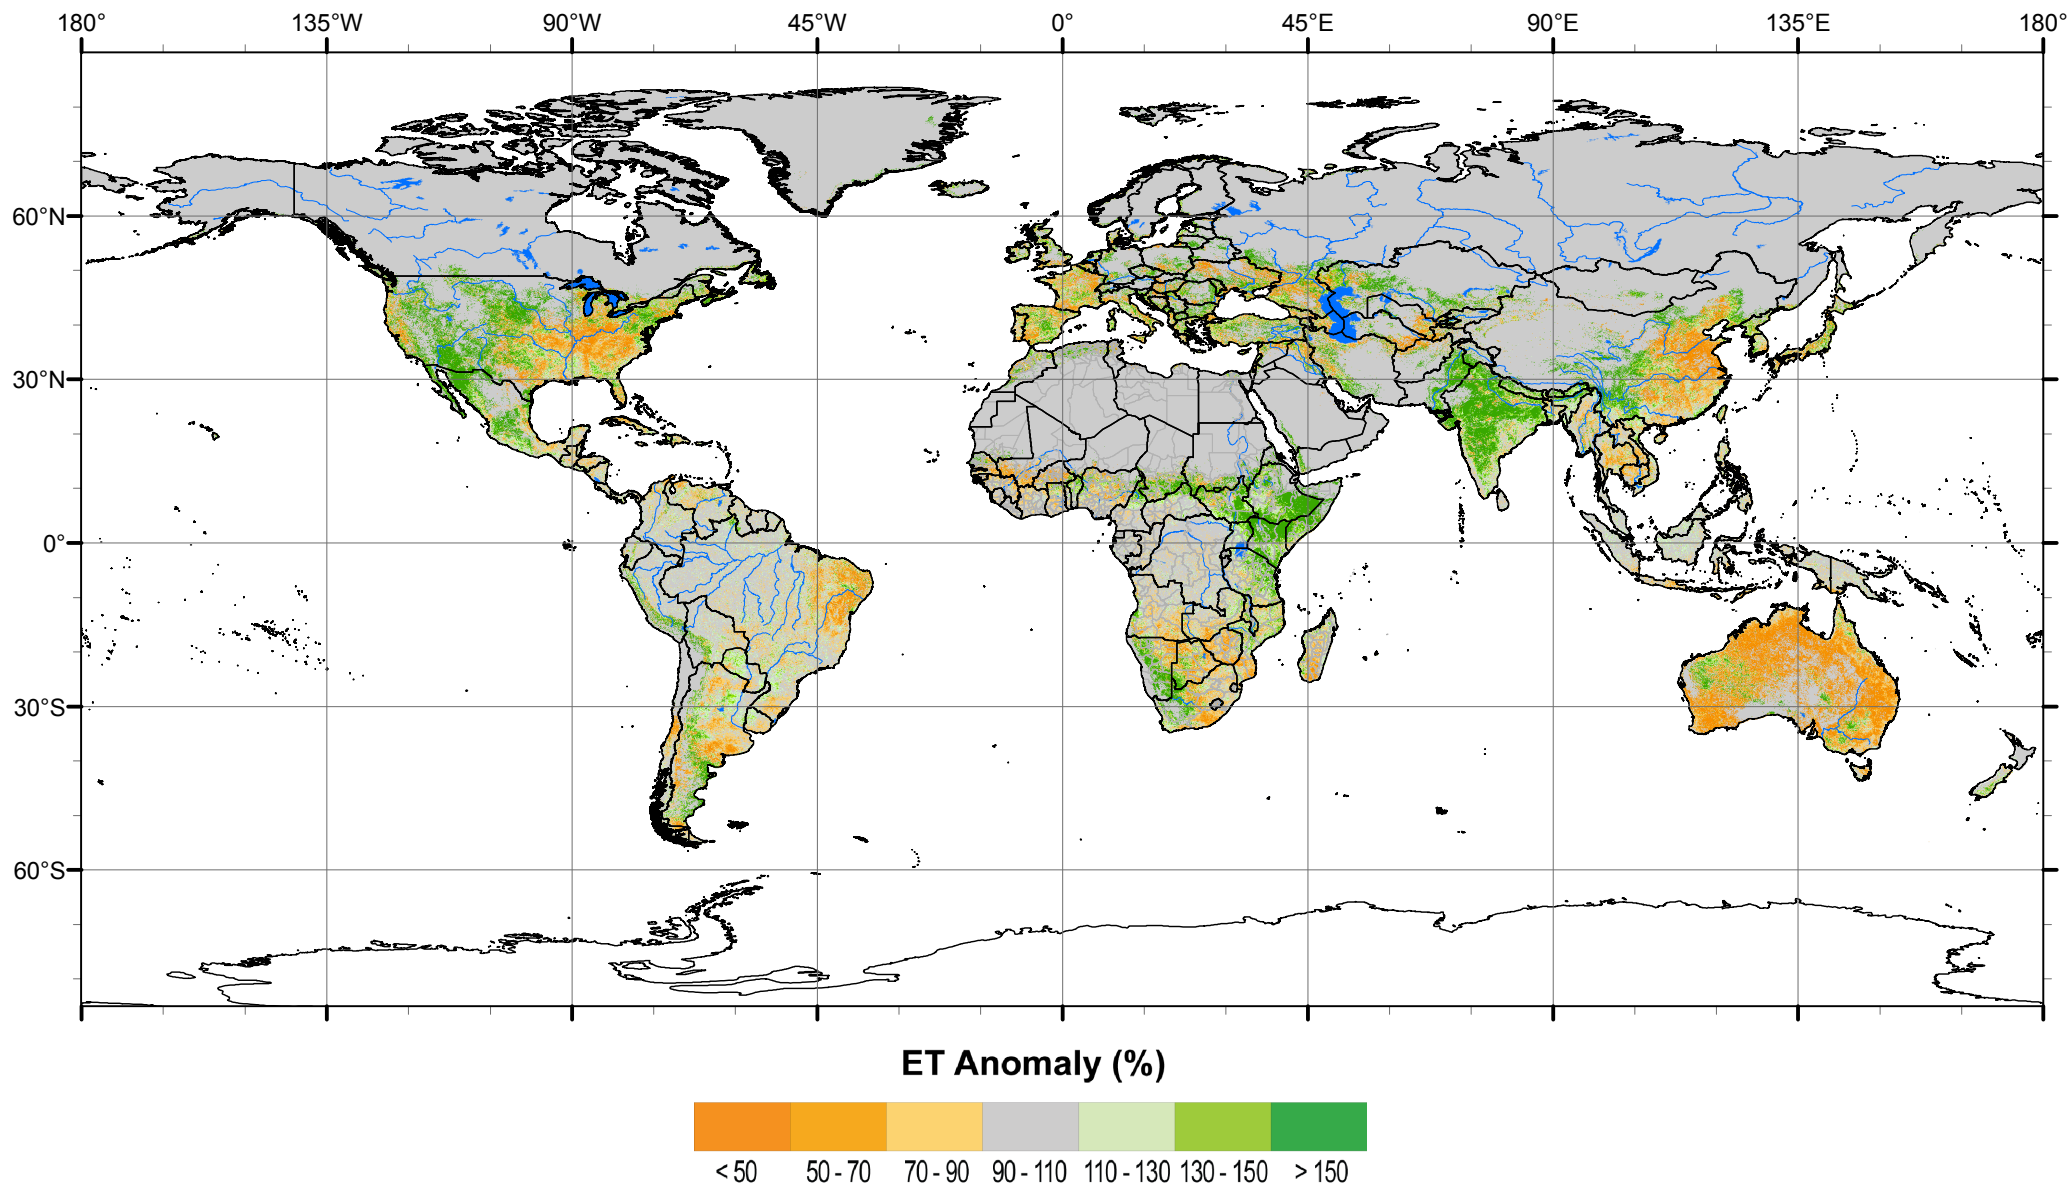 180° 135°W 90°W 45°W 0° 45°E 90°E 135°E 180°
60°N
30°N
0°
30°S
60°S
ET Anomaly (%)
< 50 50 - 70 70 - 90 90 - 110 110 - 130 130 - 150 > 150